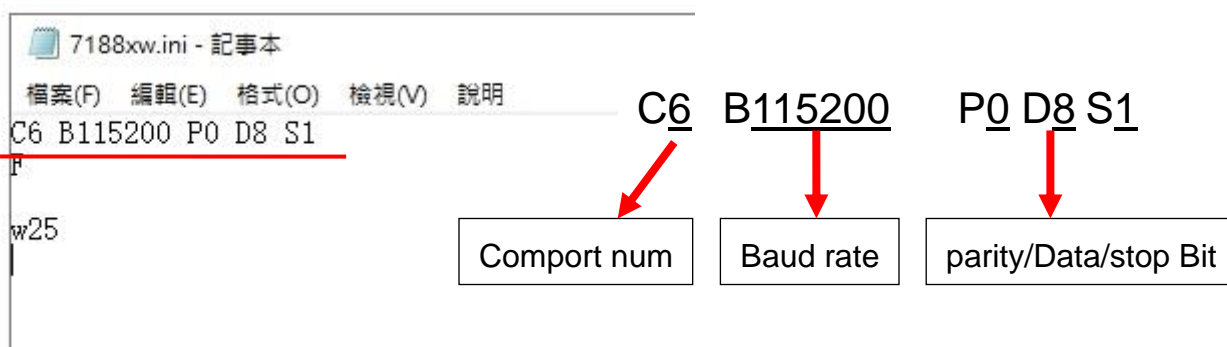 7188xw.ini - 記事本
檔案(F) 編輯(E) 格式(O) 檢視(V) 說明
C6 B115200 P0 D8 S1
F
w25
C6 B115200 P0 D8 S1
Comport num
Baud rate
parity/Data/stop Bit